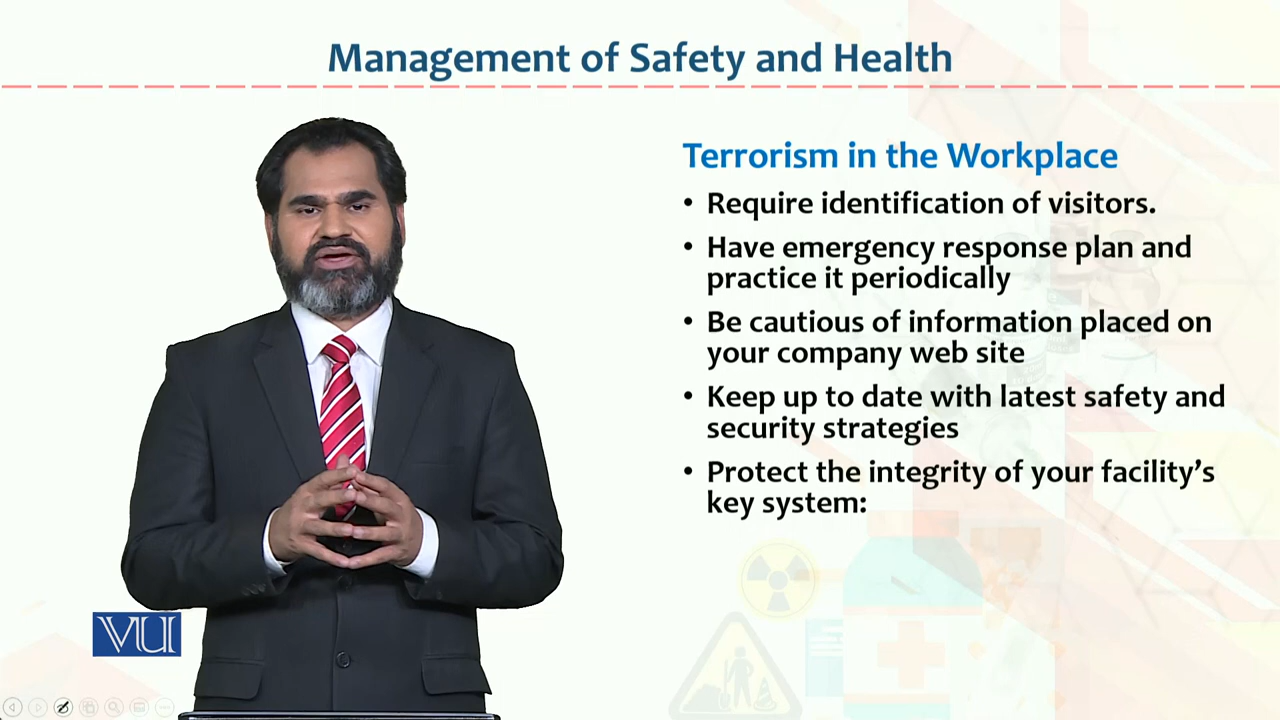 Management of Safety and Health
Terrorism in the Workplace
• Require identification of visitors.
• Have emergency response plan and
practice it periodically
• Be cautious of information placed on
your company web site
• Keep up to date with latest safety and
security strategies
• Protect the integrity of your facility’s
key system:
VU